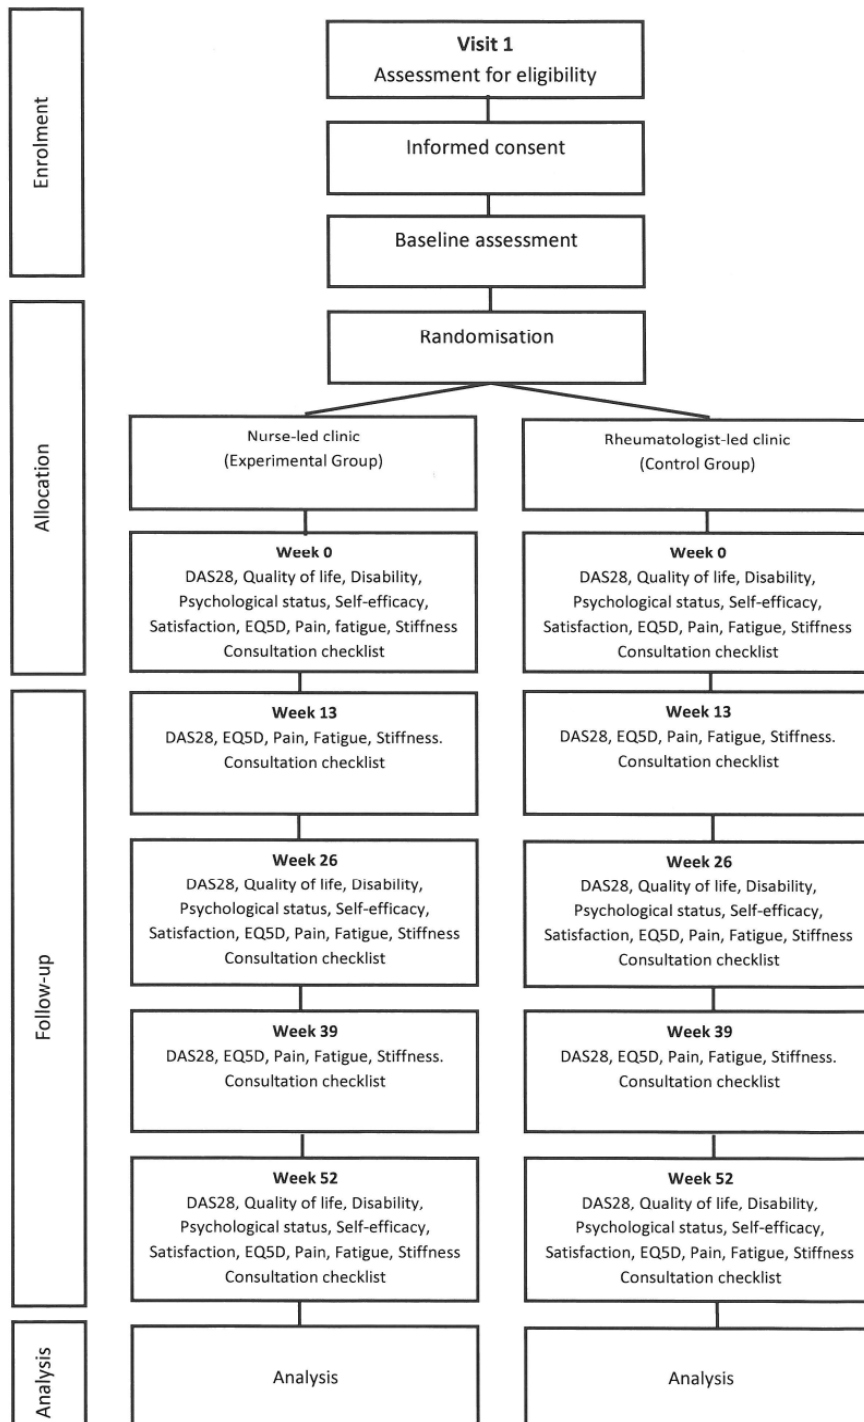 Enrolment
Visit 1
Assessment for eligibility
Informed consent
Baseline assessment
Allocation
Randomisation
Nurse-led clinic
(Experimental Group)
Rheumatologist-led clinic
(Control Group)
Week 0
DAS28, Quality of life, Disability,
Psychological status, Self-efficacy,
Satisfaction, EQ5D, Pain, fatigue, Stiffness
Consultation checklist
Week 0
DAS28, Quality of life, Disability,
Psychological status, Self-efficacy,
Satisfaction, EQ5D, Pain, Fatigue, Stiffness
Consultation checklist
Follow-up
Week 13
DAS28, EQ5D, Pain, Fatigue, Stiffness.
Consultation checklist
Week 13
DAS28, EQ5D, Pain, Fatigue, Stiffness.
Consultation checklist
Week 26
DAS28, Quality of life, Disability,
Psychological status, Self-efficacy,
Satisfaction, EQ5D, Pain, Fatigue, Stiffness
Consultation checklist
Week 26
DAS28, Quality of life, Disability,
Psychological status, Self-efficacy,
Satisfaction, EQ5D, Pain, Fatigue, Stiffness
Consultation checklist
Week 39
DAS28, EQ5D, Pain, Fatigue, Stiffness.
Consultation checklist
Week 39
DAS28, EQ5D, Pain, Fatigue, Stiffness.
Consultation checklist
Week 52
DAS28, Quality of life, Disability,
Psychological status, Self-efficacy,
Satisfaction, EQ5D, Pain, Fatigue, Stiffness
Consultation checklist
Week 52
DAS28, Quality of life, Disability,
Psychological status, Self-efficacy,
Satisfaction, EQ5D, Pain, Fatigue, Stiffness
Consultation checklist
Analysis
Analysis
Analysis